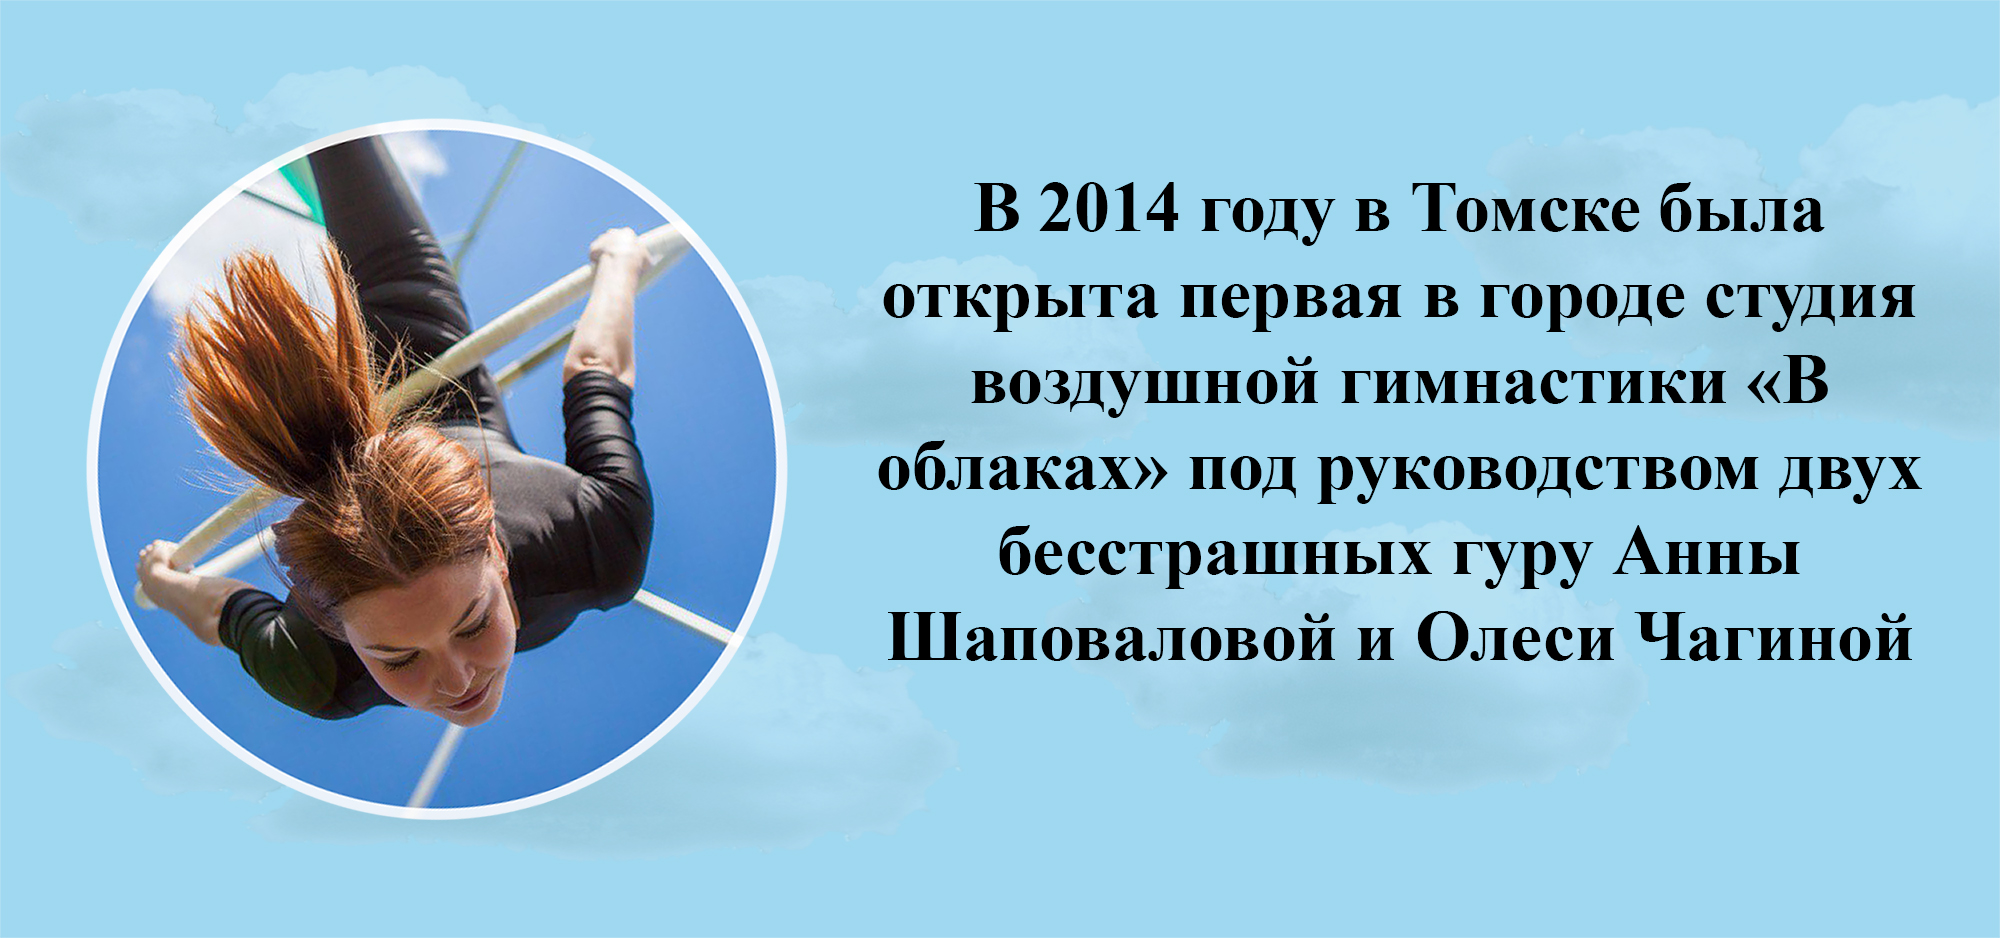 В 2014 году в Томске была
открыта первая в городе студия
воздушной гимнастики «В
облаках» под руководством двух
бесстрашных гуру Анны
Шаповаловой и Олеси Чагиной